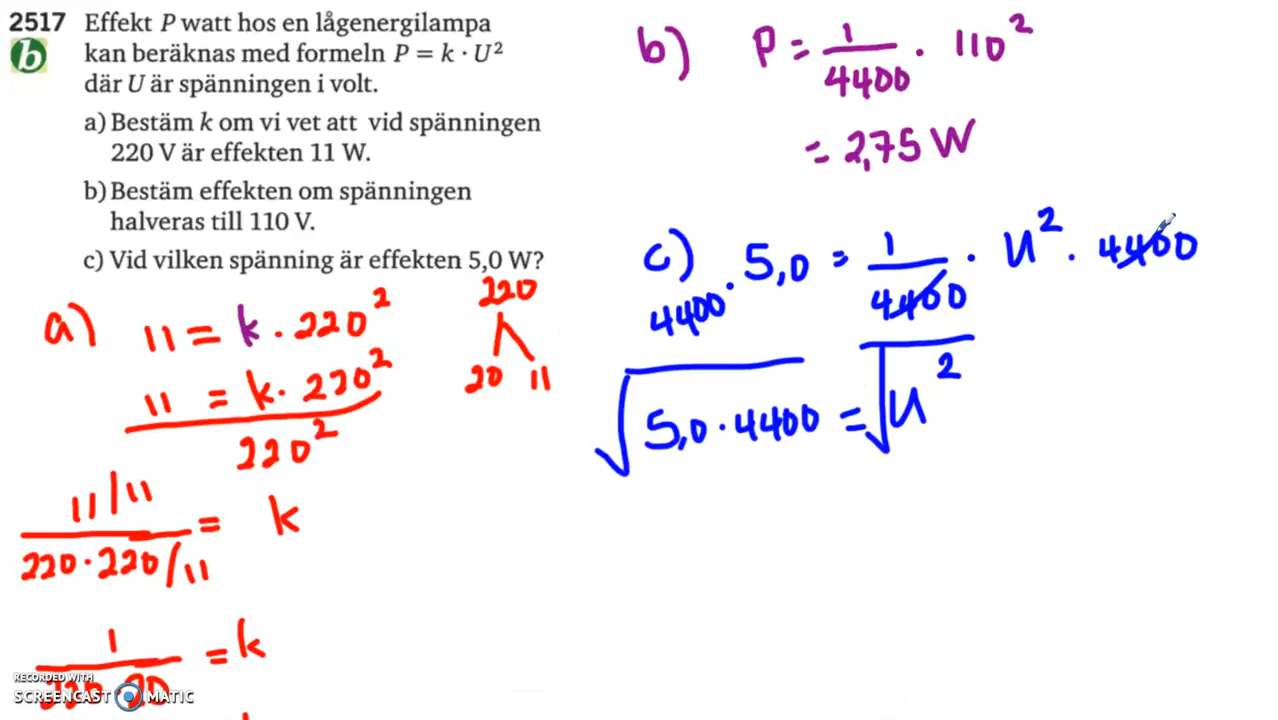 2517 Effekt P watt hos en lågenergilampa
b kan beräknas med formeln P = k · U²
där U är spänningen i volt.
a) Bestäm k om vi vet att vid spänningen
220 V är effekten 11 W.
b) Bestäm effekten om spänningen
halveras till 110 V.
c) Vid vilken spänning är effekten 5,0 W?
a) 11 = k · 220²
11 = k · 220²
220²
220
20 11
11/11 = k
220 · 220/11
1 = k
220 · 20
b) P = 1/4400 · 110²
= 2,75 W
c) 4400 · 5,0 = 1/4400 · U² · 4400
√5,0 · 4400 = √U²
RECORDED WITH
SCREENCAST MATIC